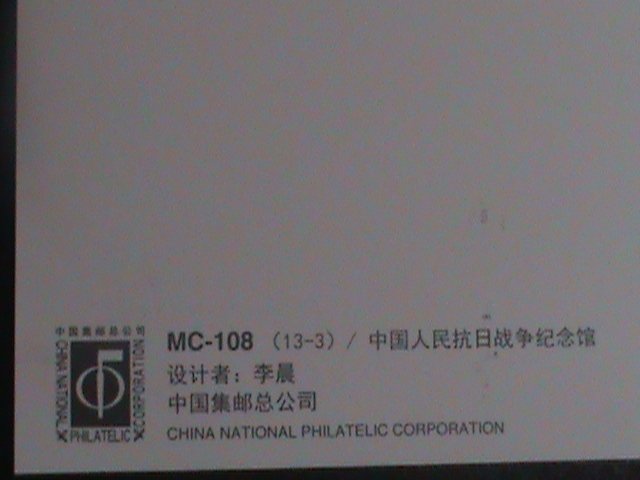 MC-108 (13-3) / 中国人民抗日战争纪念馆
设计者：李晨
中国集邮总公司
CHINA NATIONAL PHILATELIC CORPORATION
中国集邮总公司
CHINA NATIONAL
PHILATELIC
CORPORATION